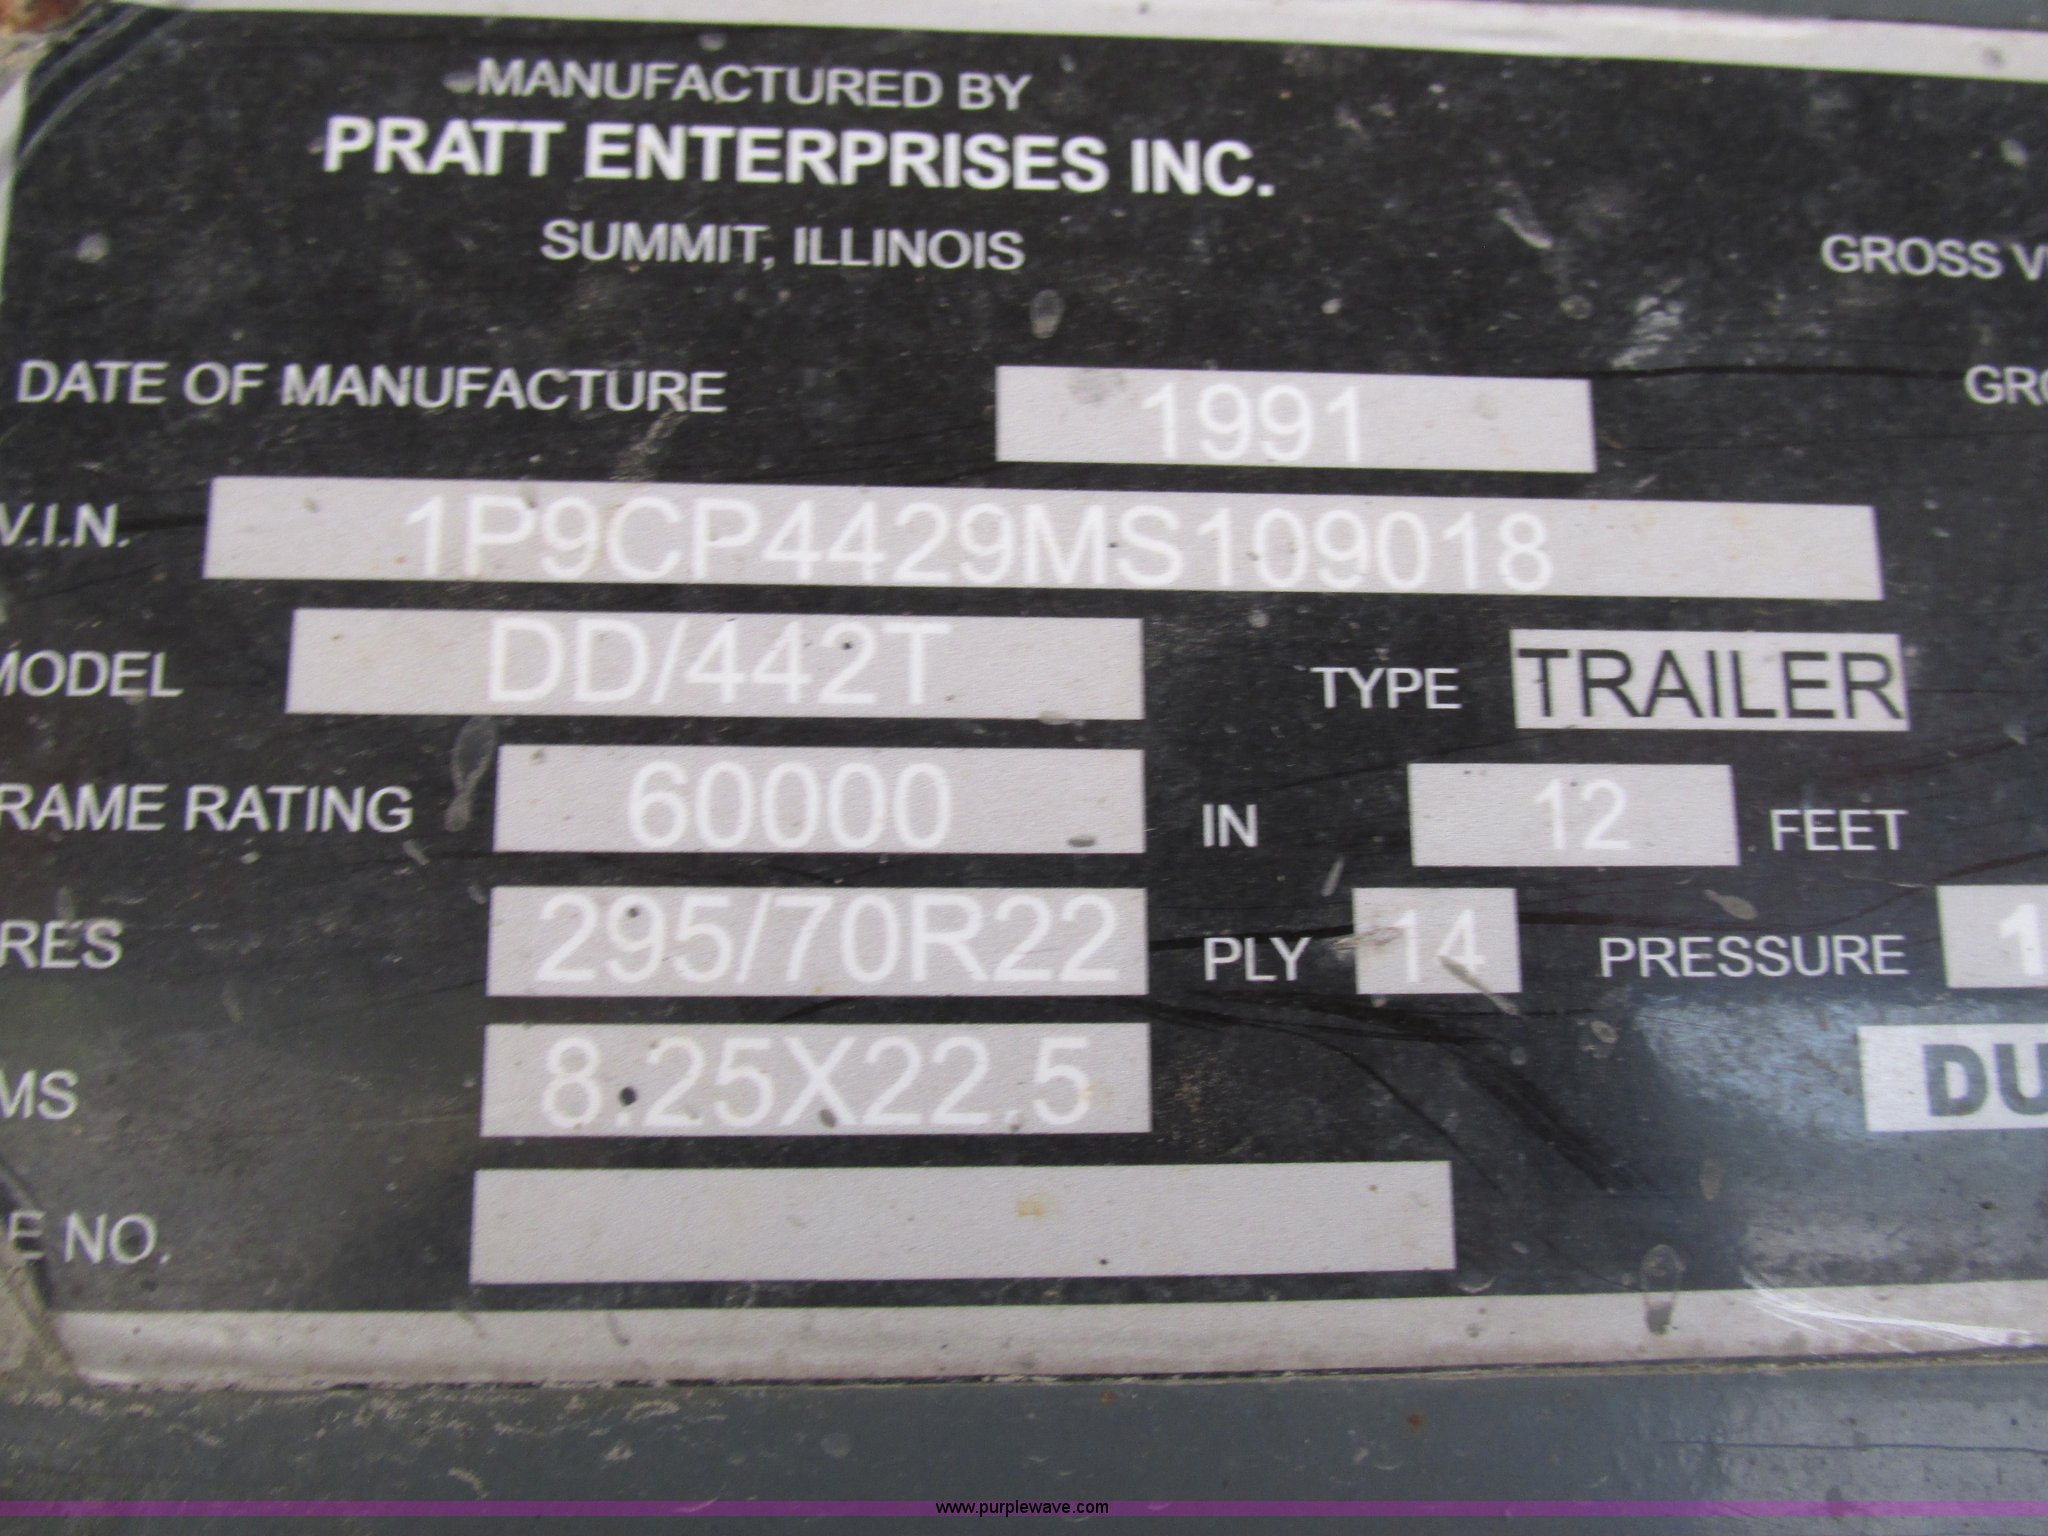 MANUFACTURED BY
PRATT ENTERPRISES INC.
SUMMIT, ILLINOIS
GROSS V
DATE OF MANUFACTURE 1991 GRO
V.I.N. 1P9CP4429MS109018
MODEL DD/442T TYPE TRAILER
RAME RATING 60000 IN 12 FEET
RES 295/70R22 PLY 14 PRESSURE 1
MS 8.25X22.5 DU
E NO.
www.purplewave.com